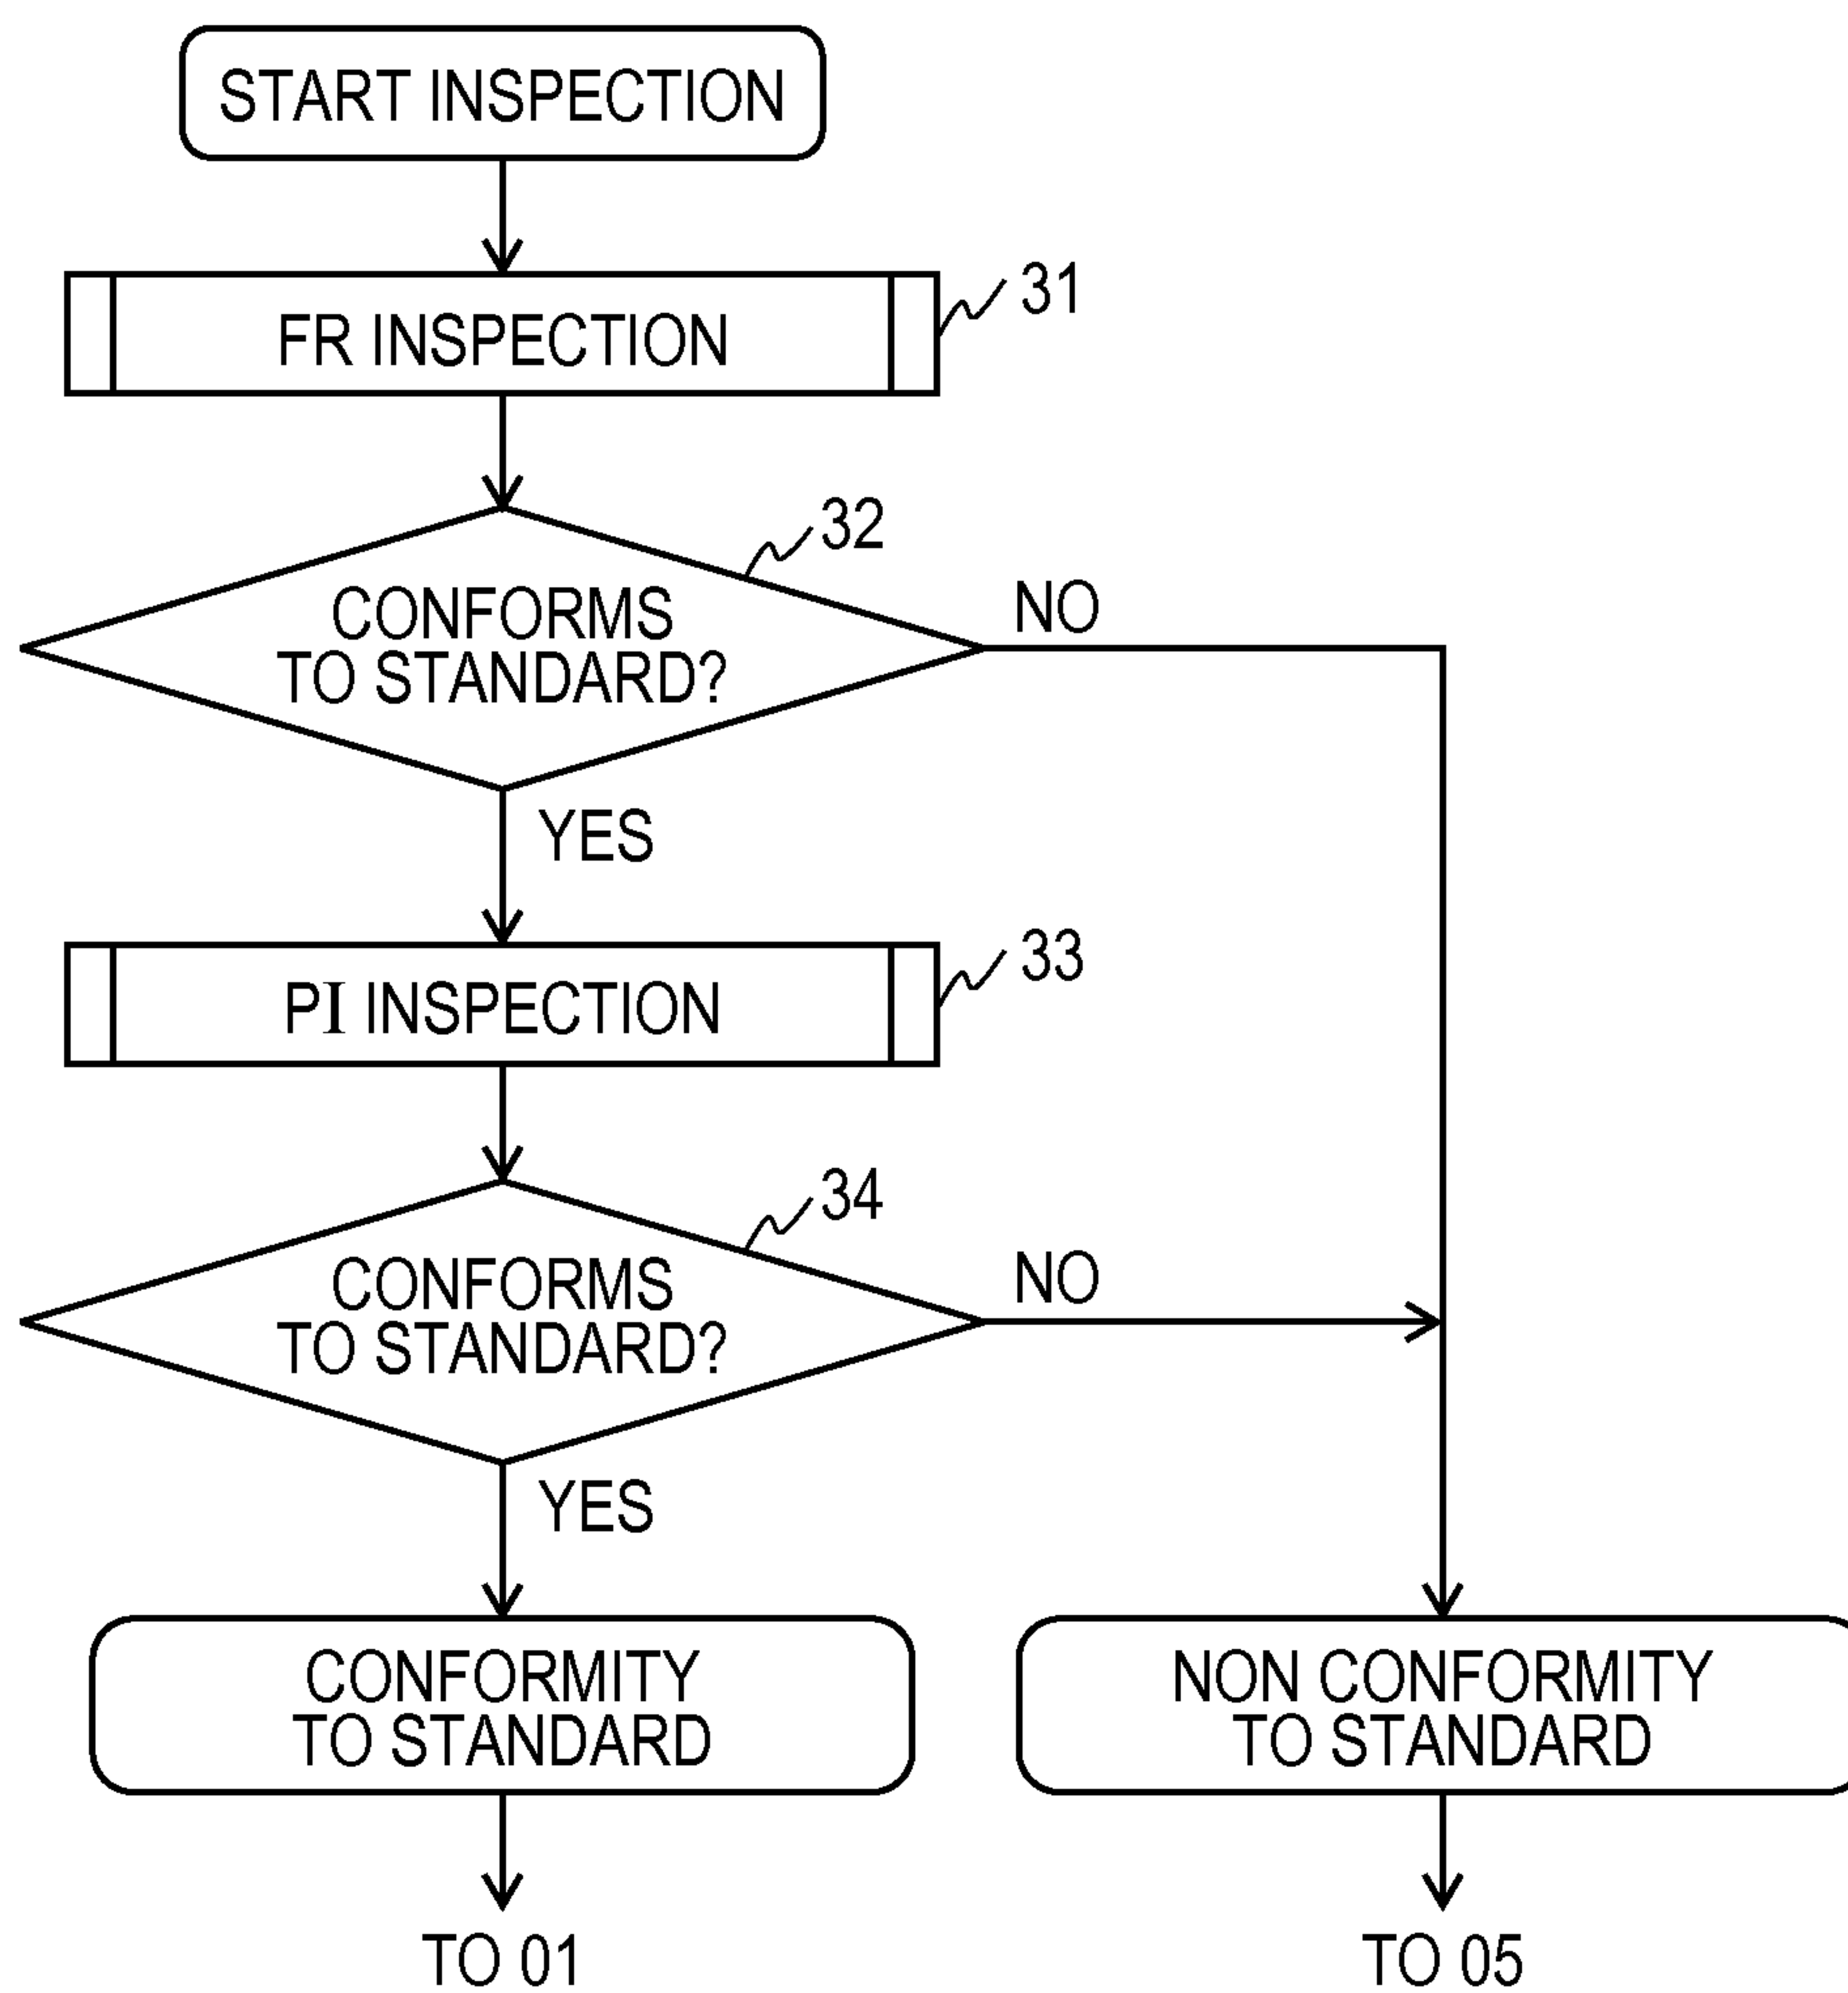 START INSPECTION
FR INSPECTION
31
32
CONFORMS
TO STANDARD?
NO
YES
PI INSPECTION
33
34
CONFORMS
TO STANDARD?
NO
YES
CONFORMITY
TO STANDARD
NON CONFORMITY
TO STANDARD
TO 01
TO 05